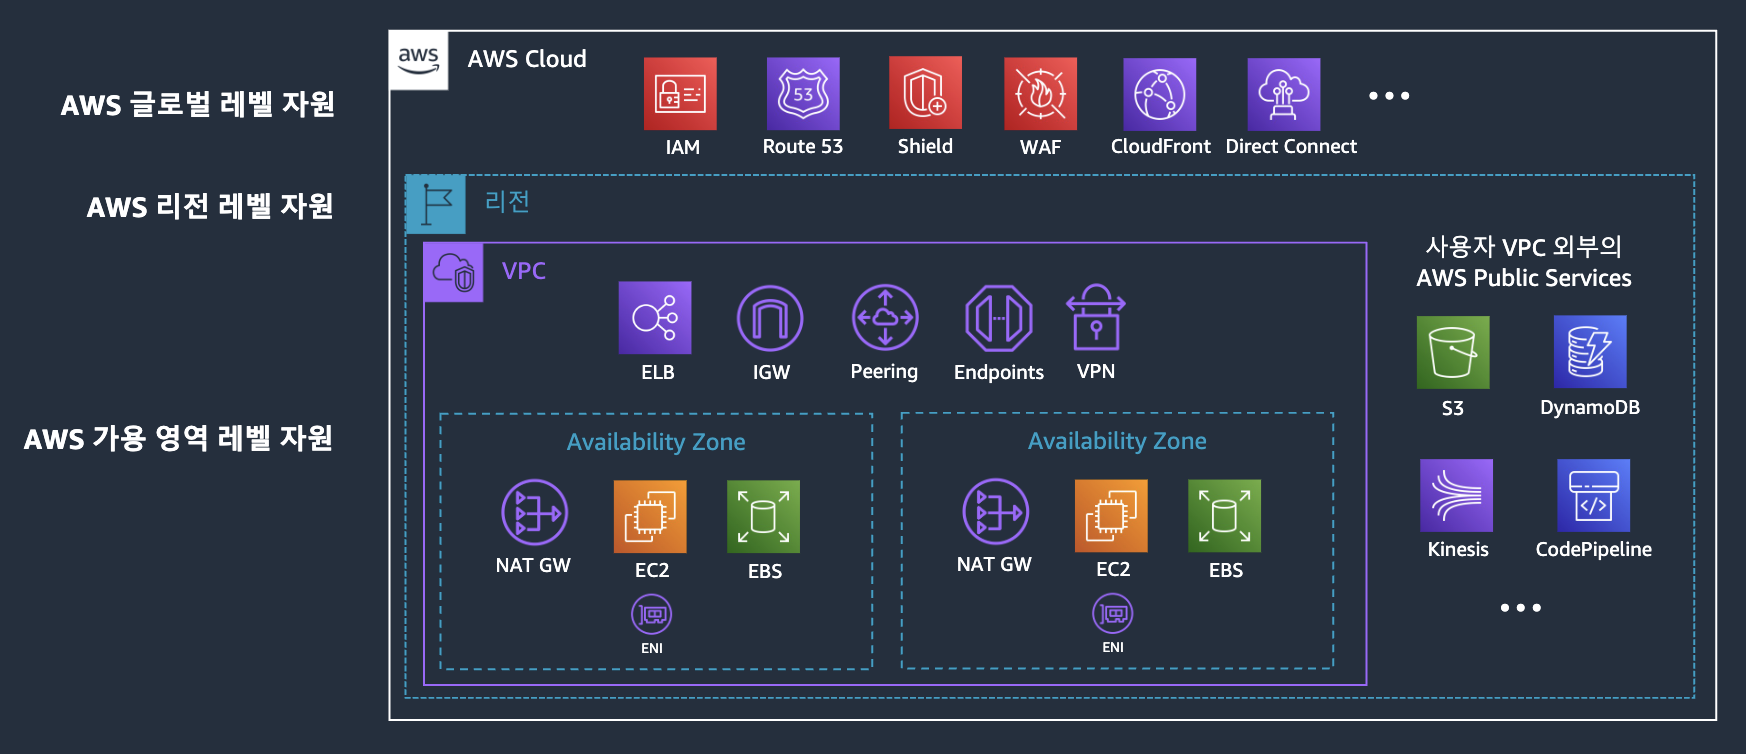 aws
AWS Cloud
AWS 글로벌 레벨 자원
53
IAM
Route 53
Shield
WAF
CloudFront
Direct Connect
•••
AWS 리전 레벨 자원
리전
VPC
사용자 VPC 외부의
AWS Public Services
ELB
IGW
Peering
Endpoints
VPN
S3
DynamoDB
AWS 가용 영역 레벨 자원
Availability Zone
NAT GW
EC2
EBS
ENI
Availability Zone
NAT GW
EC2
EBS
ENI
Kinesis
CodePipeline
•••